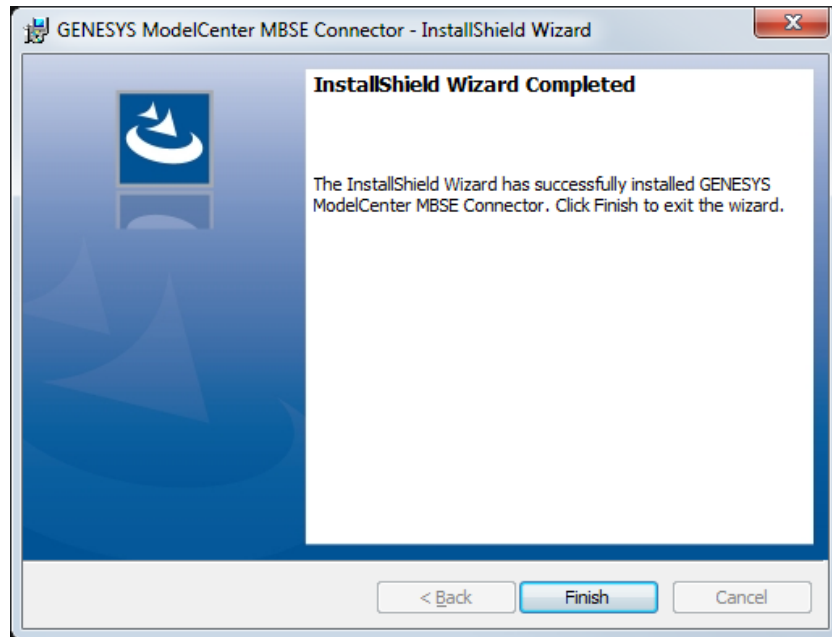 GENESYS ModelCenter MBSE Connector - InstallShield Wizard
InstallShield Wizard Completed
The InstallShield Wizard has successfully installed GENESYS
ModelCenter MBSE Connector. Click Finish to exit the wizard.
< Back
Finish
Cancel